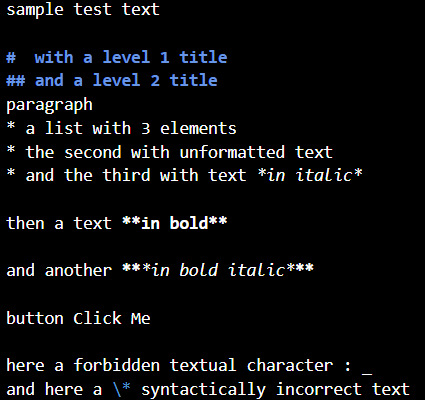 sample test text
#  with a level 1 title
## and a level 2 title
paragraph
* a list with 3 elements
* the second with unformatted text
* and the third with text *in italic*
then a text **in bold**
and another ***in bold italic***
button Click Me
here a forbidden textual character : _
and here a \* syntactically incorrect text